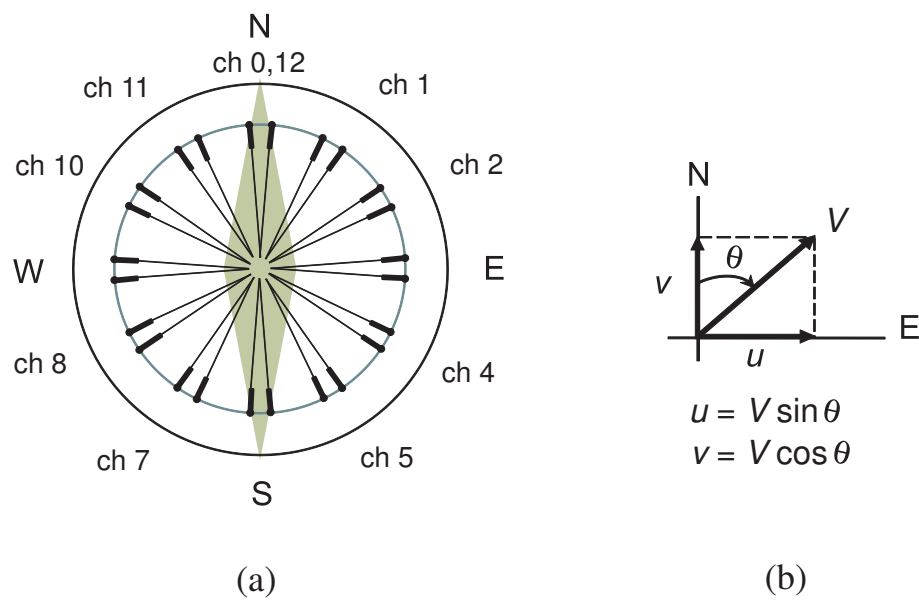 N
ch 0,12
ch 11
ch 1
ch 10
ch 2
W
E
ch 8
ch 4
ch 7
ch 5
S
(a)
N
V
θ
v
E
u
u = V sin θ
v = V cos θ
(b)